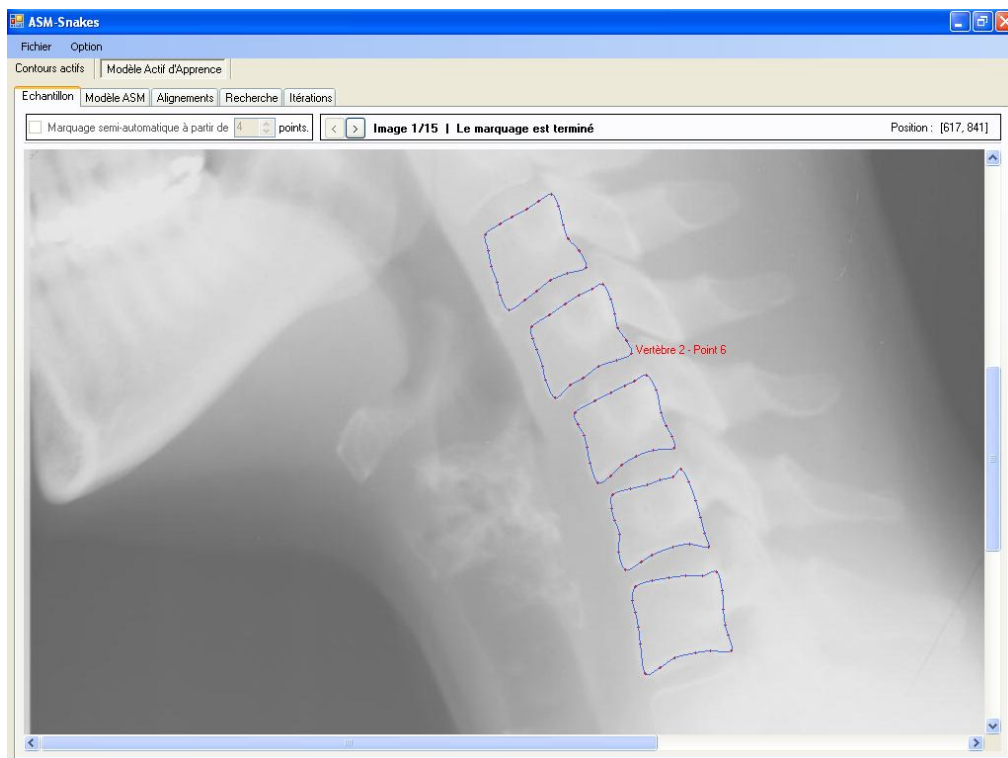 ASM-Snakes
Fichier Option
Contours actifs Modèle Actif d'Apprence
Echantillon Modèle ASM Alignements Recherche Itérations
Marquage semi-automatique à partir de 4 points. < > Image 1/15 | Le marquage est terminé Position : [617, 841]
Vertèbre 2 - Point 6